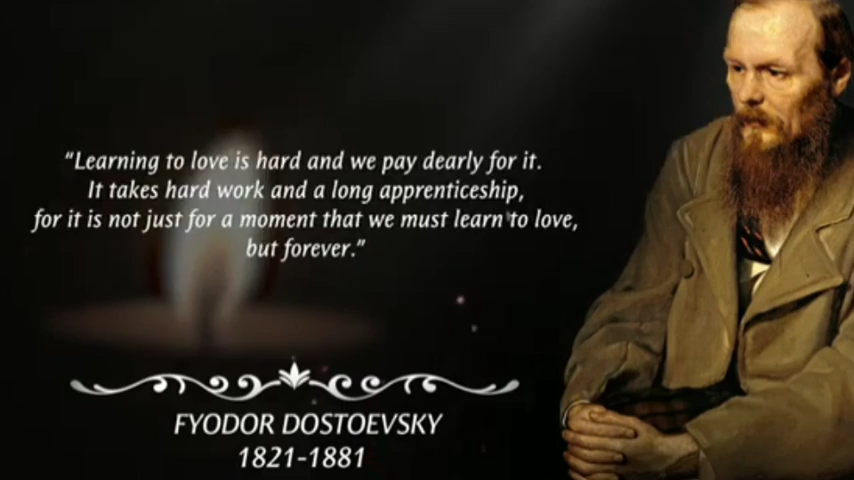 “Learning to love is hard and we pay dearly for it.
It takes hard work and a long apprenticeship,
for it is not just for a moment that we must learn to love,
but forever.”
FYODOR DOSTOEVSKY
1821-1881